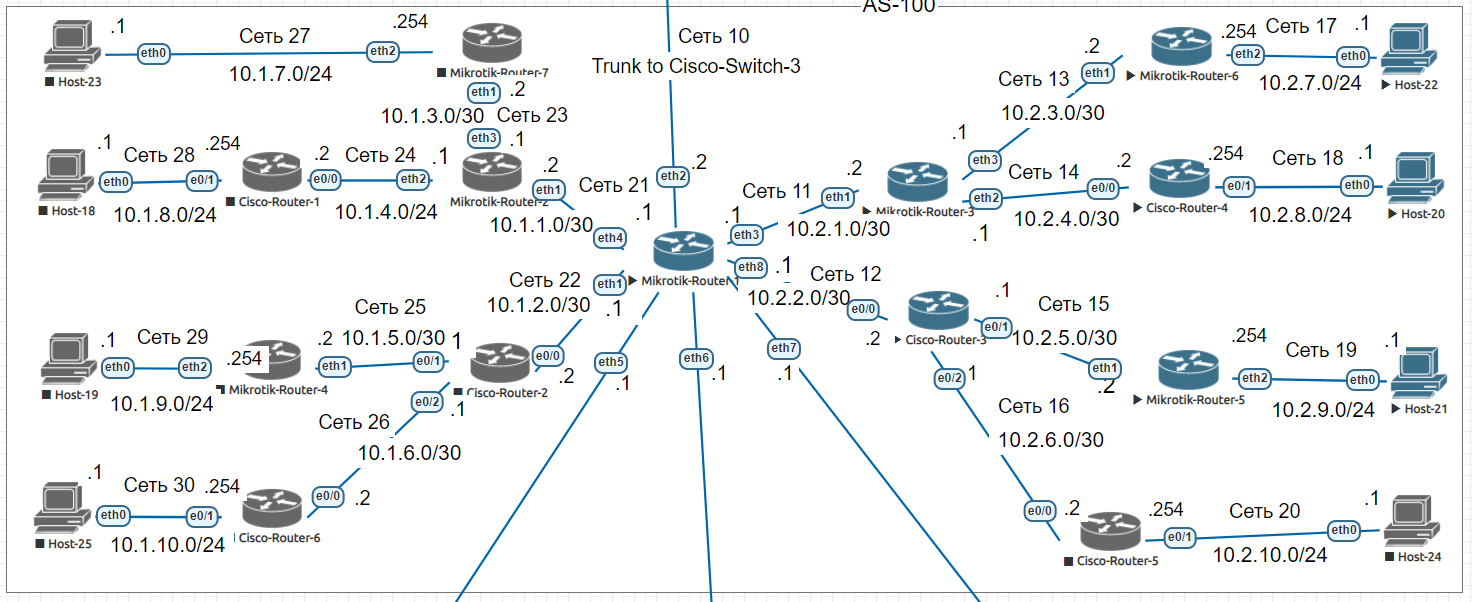 AS-100
.1
Сеть 27
.254
eth0
eth2
10.1.7.0/24
Host-23
Mikrotik-Router-7
eth1
.2
10.1.3.0/30
Сеть 23
eth3
.1
Сеть 10
Trunk to Cisco-Switch-3
eth2
.2
.1
Сеть 28
.254
eth0
e0/1
10.1.8.0/24
Host-18
Cisco-Router-1
.2
Сеть 24
.1
e0/0
eth2
10.1.4.0/24
Mikrotik-Router-2
.2
eth1
Сеть 21
10.1.1.0/30
.1
eth4
Mikrotik-Router-1
Сеть 22
eth1
10.1.2.0/30
.1
.1
Сеть 29
.254
eth0
eth2
10.1.9.0/24
Host-19
Mikrotik-Router-4
Сеть 25
.2
10.1.5.0/30
1
eth1
e0/1
e0/0
.2
Cisco-Router-2
e0/2
.1
Сеть 26
10.1.6.0/30
.1
Сеть 30
.254
eth0
e0/1
10.1.10.0/24
Host-25
Cisco-Router-6
e0/0
.2
eth5
.1
eth6
.1
eth7
.1
.1
eth3
Сеть 11
10.2.1.0/30
.2
eth1
Mikrotik-Router-3
eth8
.1
Сеть 12
10.2.2.0/30
e0/0
.2
Cisco-Router-3
.1
eth3
Сеть 13
10.2.3.0/30
.2
eth1
Mikrotik-Router-6
.254
Сеть 17
.1
eth2
eth0
10.2.7.0/24
Host-22
Сеть 14
.2
eth2
e0/0
10.2.4.0/30
.1
Cisco-Router-4
.254
Сеть 18
.1
e0/1
eth0
10.2.8.0/24
Host-20
.1
Сеть 15
e0/1
10.2.5.0/30
eth1
.2
Mikrotik-Router-5
.254
Сеть 19
.1
eth2
eth0
10.2.9.0/24
Host-21
e0/2
1
Сеть 16
10.2.6.0/30
e0/0
.2
Cisco-Router-5
.254
Сеть 20
.1
e0/1
eth0
10.2.10.0/24
Host-24